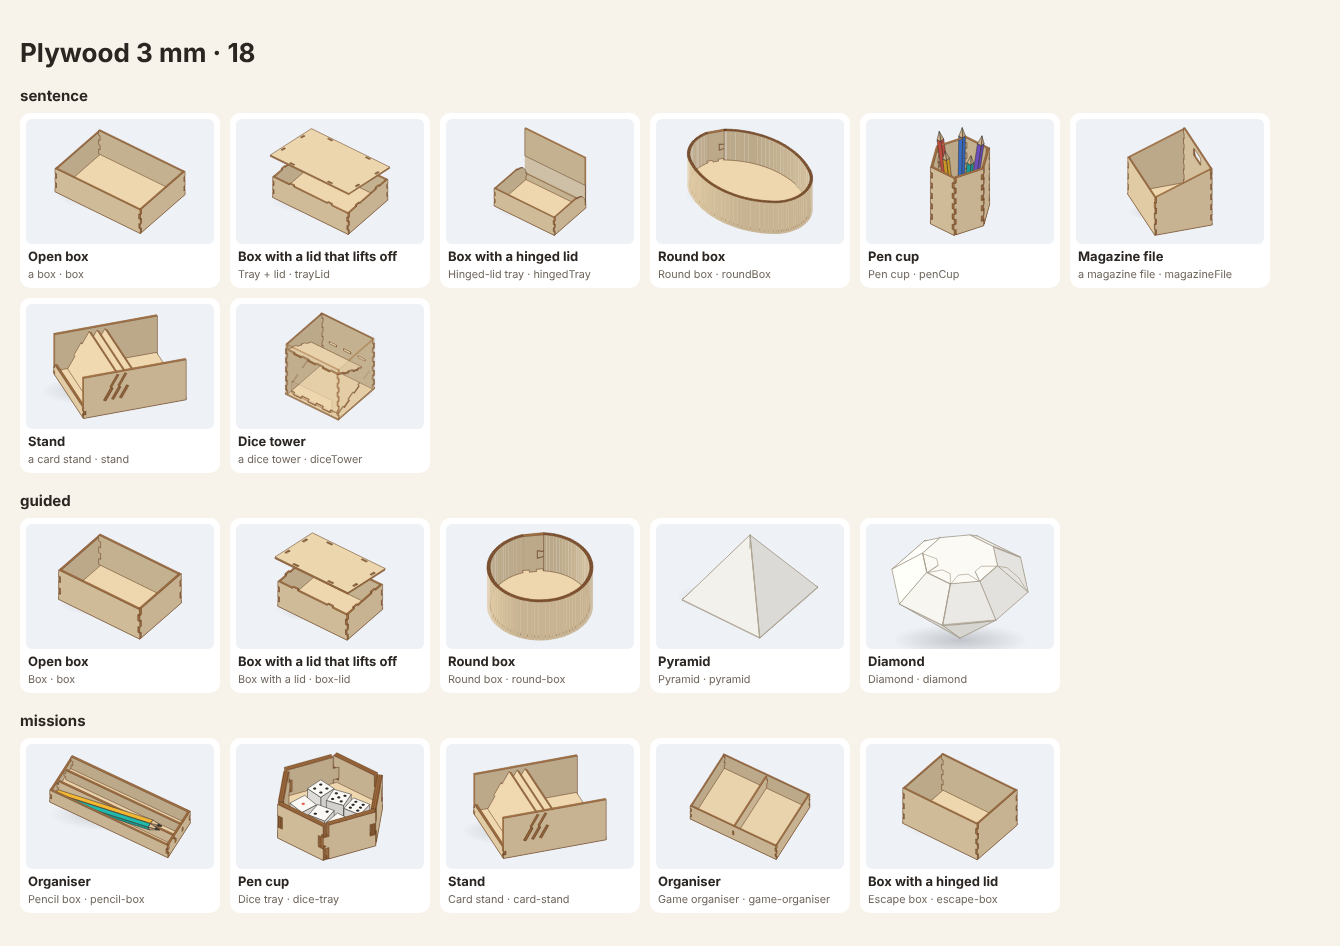 Plywood 3 mm · 18
sentence
Open box
a box · box
Box with a lid that lifts off
Tray + lid · trayLid
Box with a hinged lid
Hinged-lid tray · hingedTray
Round box
Round box · roundBox
Pen cup
Pen cup · penCup
Magazine file
a magazine file · magazineFile
Stand
a card stand · stand
Dice tower
a dice tower · diceTower
guided
Open box
Box · box
Box with a lid that lifts off
Box with a lid · box-lid
Round box
Round box · round-box
Pyramid
Pyramid · pyramid
Diamond
Diamond · diamond
missions
Organiser
Pencil box · pencil-box
Pen cup
Dice tray · dice-tray
Stand
Card stand · card-stand
Organiser
Game organiser · game-organiser
Box with a hinged lid
Escape box · escape-box